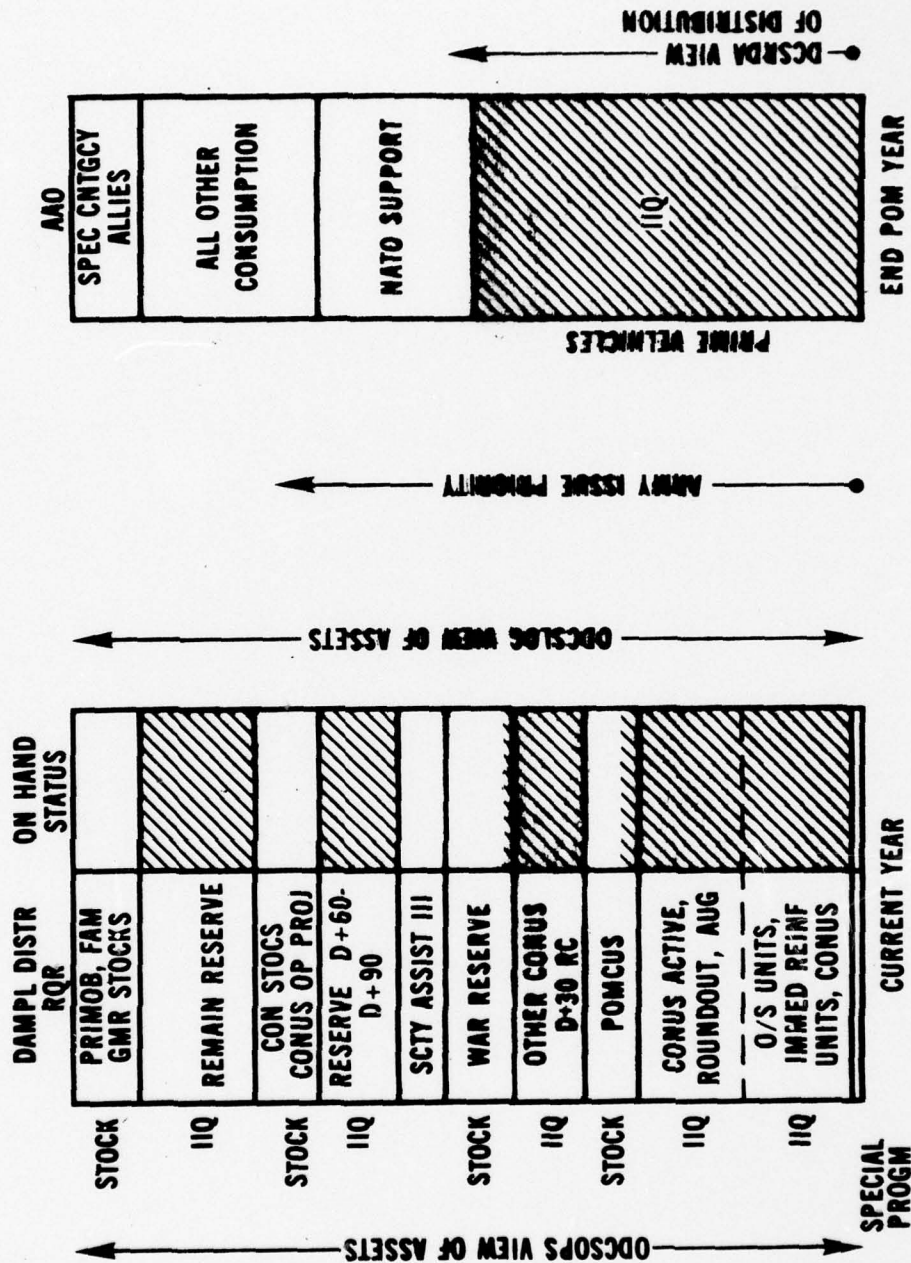 DAMPL DISTR
RQR
ON HAND
STATUS
ODCSOPS VIEW OF ASSETS
STOCK
PRIMOB, FAM
GMR STOCKS
IIQ
REMAIN RESERVE
STOCK
CON STOCS
CONUS OP PROJ
IIQ
RESERVE D+60-
D+90
SCTY ASSIST III
STOCK
WAR RESERVE
IIQ
OTHER CONUS
D+30 RC
STOCK
POMCUS
IIQ
CONUS ACTIVE,
ROUNDOUT, AUG
IIQ
O/S UNITS,
IMMED REINF
UNITS, CONUS
SPECIAL
PROGM
CURRENT YEAR
ODCSLOG VIEW OF ASSETS
ARMY ISSUE PRIORITY
AAO
SPEC CNTGCY
ALLIES
ALL OTHER
CONSUMPTION
NATO SUPPORT
IIQ
PRIME VELNICLES
END POM YEAR
DCSRDA VIEW
OF DISTRIBUTION